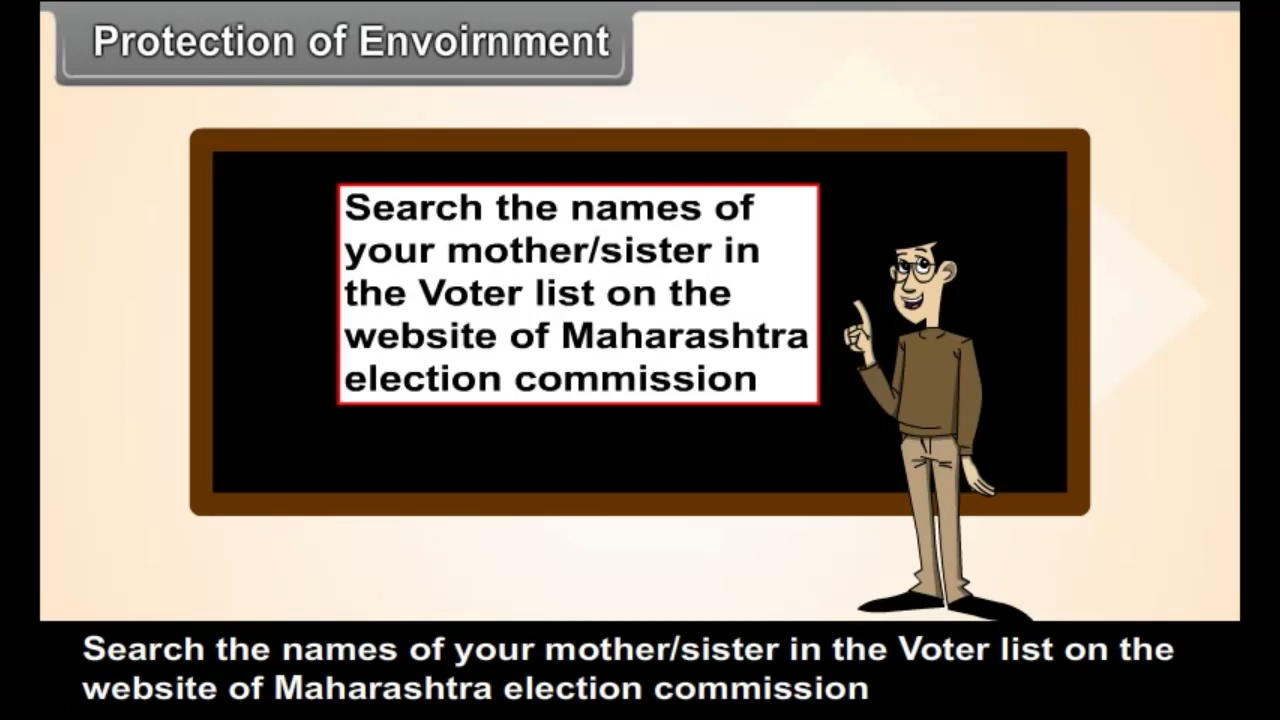 Protection of Envoirnment
Search the names of
your mother/sister in
the Voter list on the
website of Maharashtra
election commission
Search the names of your mother/sister in the Voter list on the
website of Maharashtra election commission